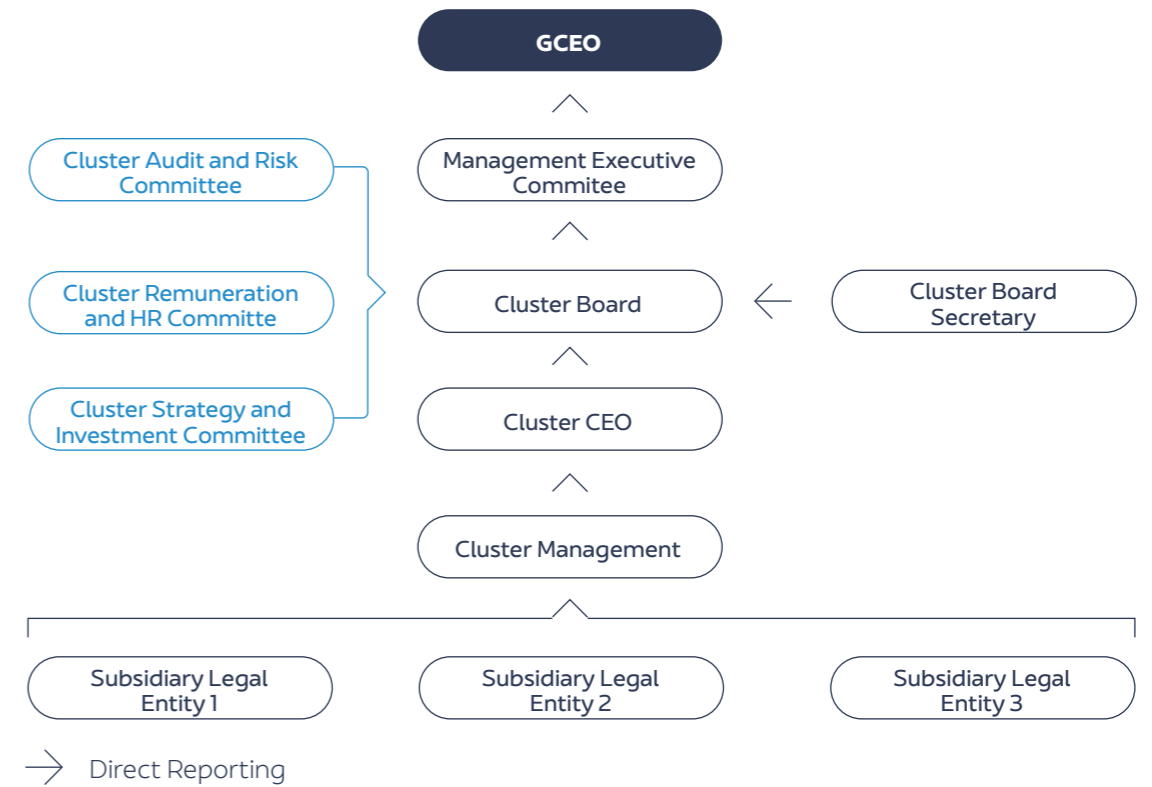 GCEO
Cluster Audit and Risk
Committee
Management Executive
Commitee
Cluster Remuneration
and HR Committe
Cluster Board
Cluster Board
Secretary
Cluster Strategy and
Investment Committee
Cluster CEO
Cluster Management
Subsidiary Legal
Entity 1
Subsidiary Legal
Entity 2
Subsidiary Legal
Entity 3
Direct Reporting